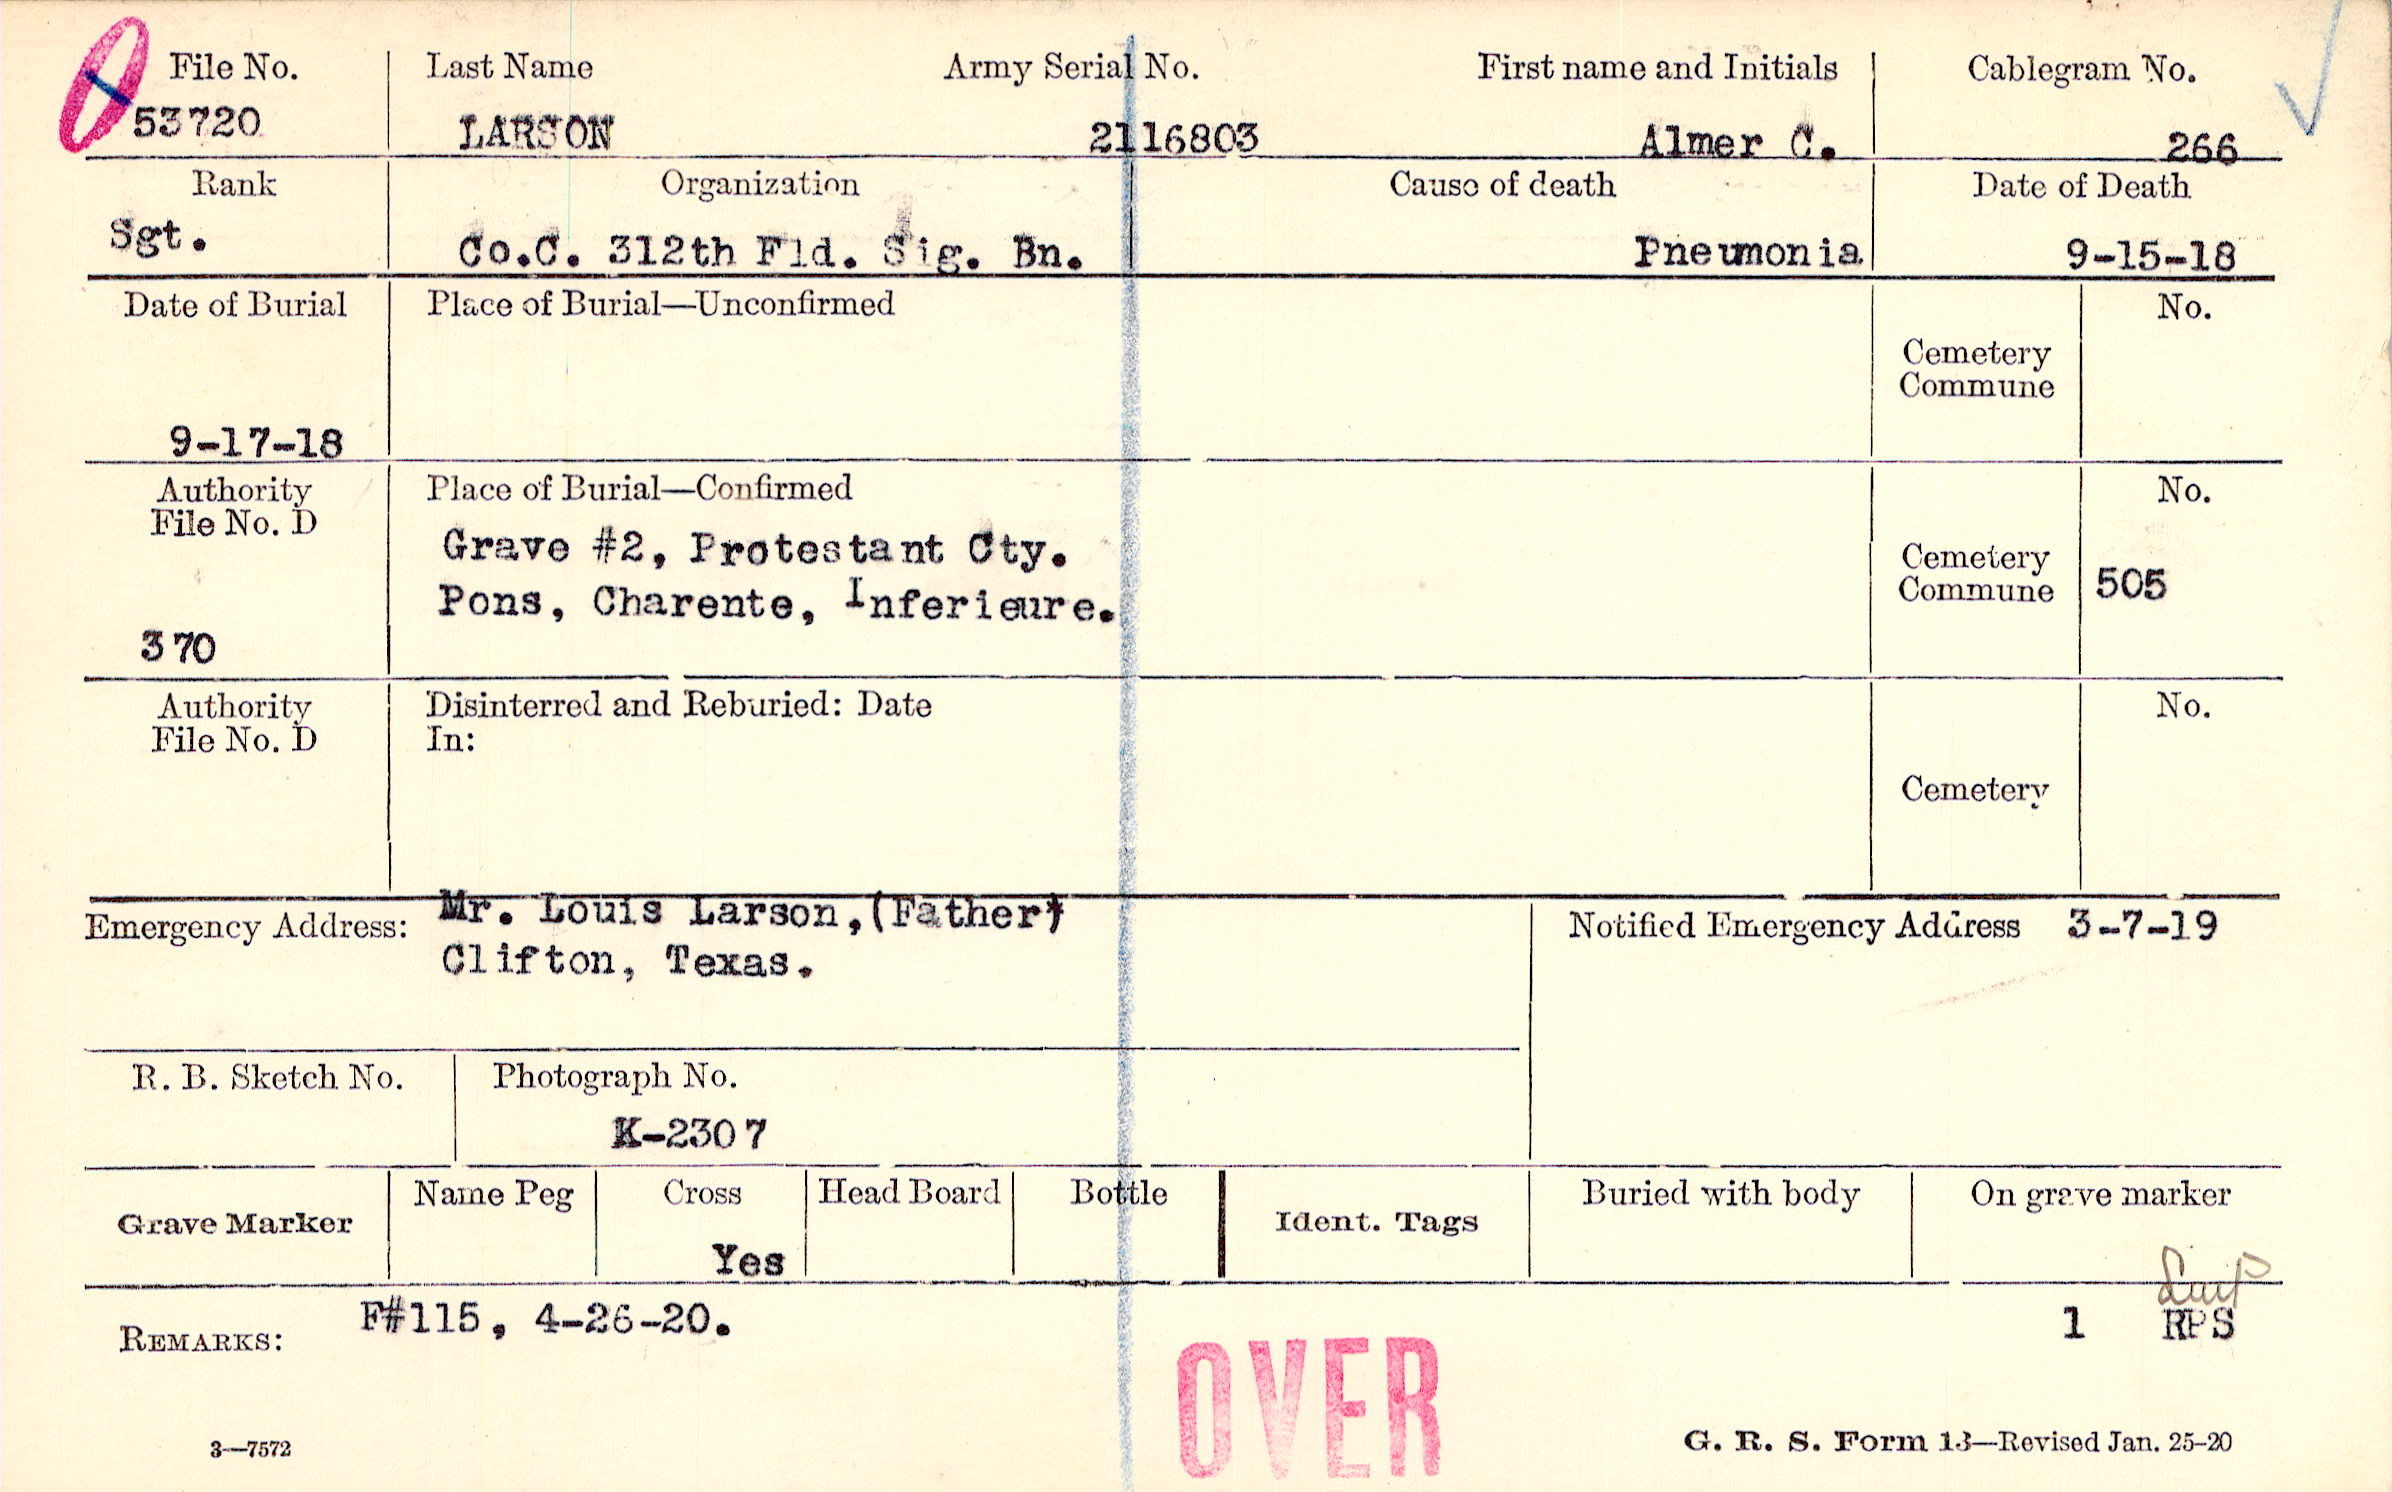 File No. Last Name Army Serial No. First name and Initials Cablegram No.
53720 LARSON 2116803 Almer C. 266
Rank Organization Cause of death Date of Death
Sgt. Co.C. 312th Fld. Sig. Bn. Pneumonia 9-15-18
Date of Burial Place of Burial—Unconfirmed No.
Cemetery
Commune
9-17-18
Authority Place of Burial—Confirmed No.
File No. D
Grave #2, Protestant Cty.
Pons, Charente, Inferieure.
Cemetery
Commune 505
370
Authority Disinterred and Reburied: Date No.
File No. D In:
Cemetery
Emergency Address: Mr. Louis Larson,(Father)
Clifton, Texas.
Notified Emergency Address 3-7-19
R. B. Sketch No. Photograph No.
K-2307
Grave Marker Name Peg Cross Head Board Bottle Ident. Tags Buried with body On grave marker
Yes
REMARKS: F#115, 4-26-20. 1 RPS
OVER
3—7572 G. R. S. Form 13—Revised Jan. 25-20